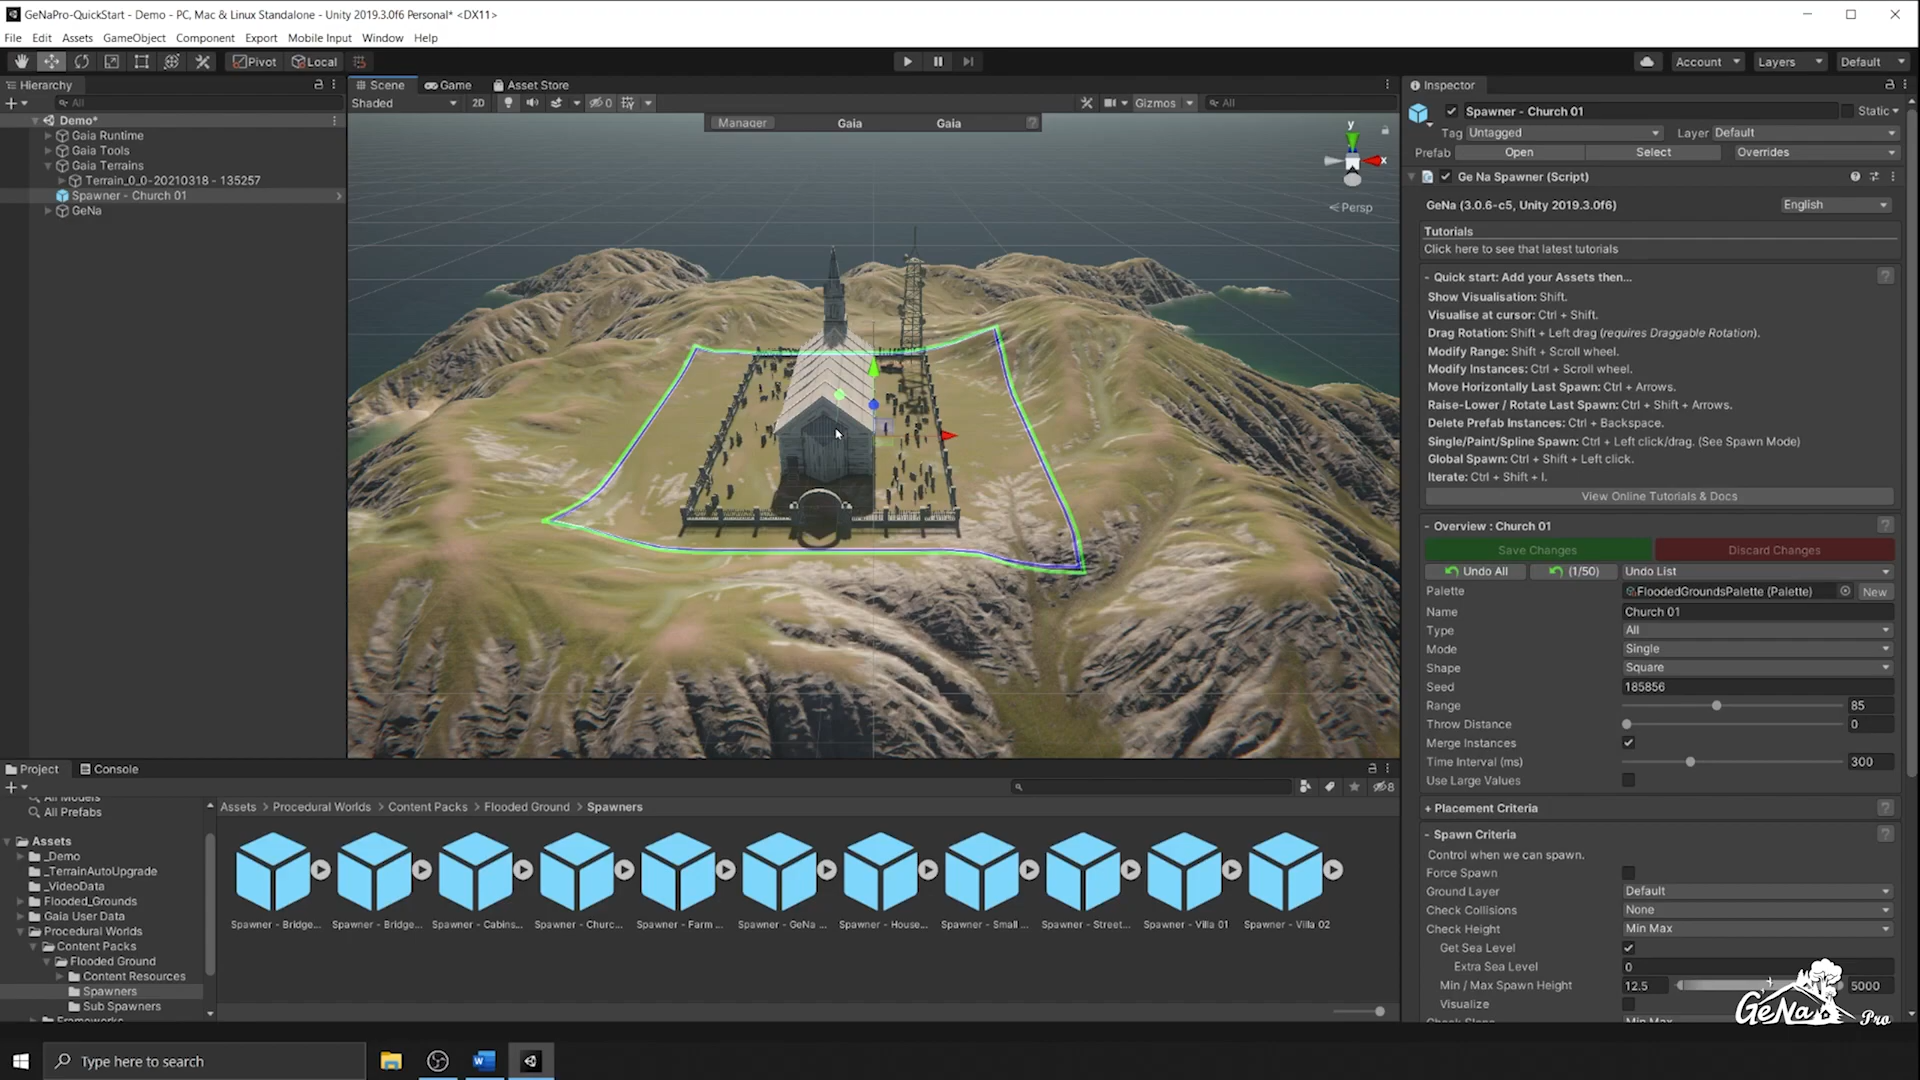 GeNaPro-QuickStart - Demo - PC, Mac & Linux Standalone - Unity 2019.3.0f6 Personal* <DX11>
File Edit Assets GameObject Component Export Mobile Input Window Help
Pivot Local
Account Layers Default
Hierarchy
All
Demo*
Gaia Runtime
Gaia Tools
Gaia Terrains
Terrain_0_0-20210318 - 135257
Spawner - Church 01
GeNa
Scene Game Asset Store
Shaded 2D 0 Gizmos All
Manager Gaia Gaia
y
x
Persp
Inspector
Spawner - Church 01 Static
Tag Untagged Layer Default
Prefab Open Select Overrides
Ge Na Spawner (Script)
GeNa (3.0.6-c5, Unity 2019.3.0f6) English
Tutorials
Click here to see that latest tutorials
- Quick start: Add your Assets then... ?
Show Visualisation: Shift.
Visualise at cursor: Ctrl + Shift.
Drag Rotation: Shift + Left drag (requires Draggable Rotation).
Modify Range: Shift + Scroll wheel.
Modify Instances: Ctrl + Scroll wheel.
Move Horizontally Last Spawn: Ctrl + Arrows.
Raise-Lower / Rotate Last Spawn: Ctrl + Shift + Arrows.
Delete Prefab Instances: Ctrl + Backspace.
Single/Paint/Spline Spawn: Ctrl + Left click/drag. (See Spawn Mode)
Global Spawn: Ctrl + Shift + Left click.
Iterate: Ctrl + Shift + I.
View Online Tutorials & Docs
- Overview : Church 01 ?
Save Changes Discard Changes
Undo All (1/50) Undo List
Palette FloodedGroundsPalette (Palette) New
Name Church 01
Type All
Mode Single
Shape Square
Seed 185856
Range 85
Throw Distance 0
Merge Instances
Time Interval (ms) 300
Use Large Values
+ Placement Criteria ?
- Spawn Criteria ?
Control when we can spawn.
Force Spawn
Ground Layer Default
Check Collisions None
Check Height Min Max
Get Sea Level
Extra Sea Level 0
Min / Max Spawn Height 12.5 5000
Visualize
GeNa Pro
Project Console
8
All Models
All Prefabs
Assets
_Demo
_TerrainAutoUpgrade
_VideoData
Flooded_Grounds
Gaia User Data
Procedural Worlds
Content Packs
Flooded Ground
Content Resources
Spawners
Sub Spawners
Assets > Procedural Worlds > Content Packs > Flooded Ground > Spawners
Spawner - Bridge... Spawner - Bridge... Spawner - Cabins... Spawner - Churc... Spawner - Farm ... Spawner - GeNa ... Spawner - House... Spawner - Small ... Spawner - Street... Spawner - Villa 01 Spawner - Villa 02
Type here to search